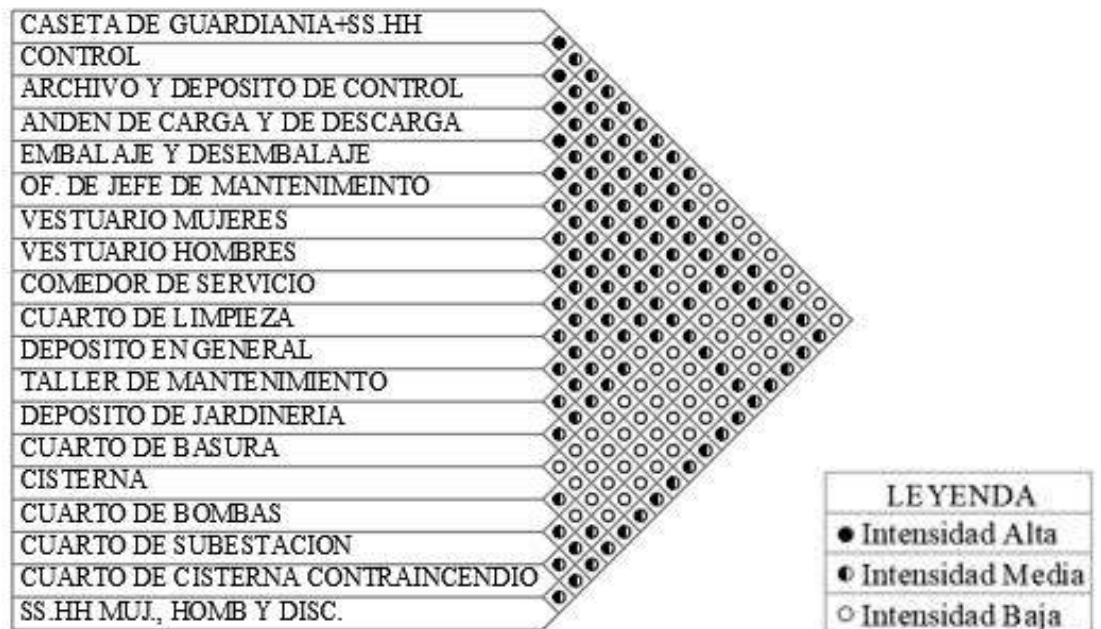 CASETA DE GUARDIANIA+SS.HH
CONTROL
ARCHIVO Y DEPOSITO DE CONTROL
ANDEN DE CARGA Y DE DESCARGA
EMBALAJE Y DESEMBALAJE
OF. DE JEFE DE MANTENIMEINTO
VESTUARIO MUJERES
VESTUARIO HOMBRES
COMEDOR DE SERVICIO
CUARTO DE LIMPIEZA
DEPOSITO EN GENERAL
TALLER DE MANTENIMIENTO
DEPOSITO DE JARDINERIA
CUARTO DE BASURA
CISTERNA
CUARTO DE BOMBAS
CUARTO DE SUBESTACION
CUARTO DE CISTERNA CONTRAINCENDIO
SS.HH MUJ., HOMB Y DISC.
LEYENDA
Intensidad Alta
Intensidad Media
Intensidad Baja